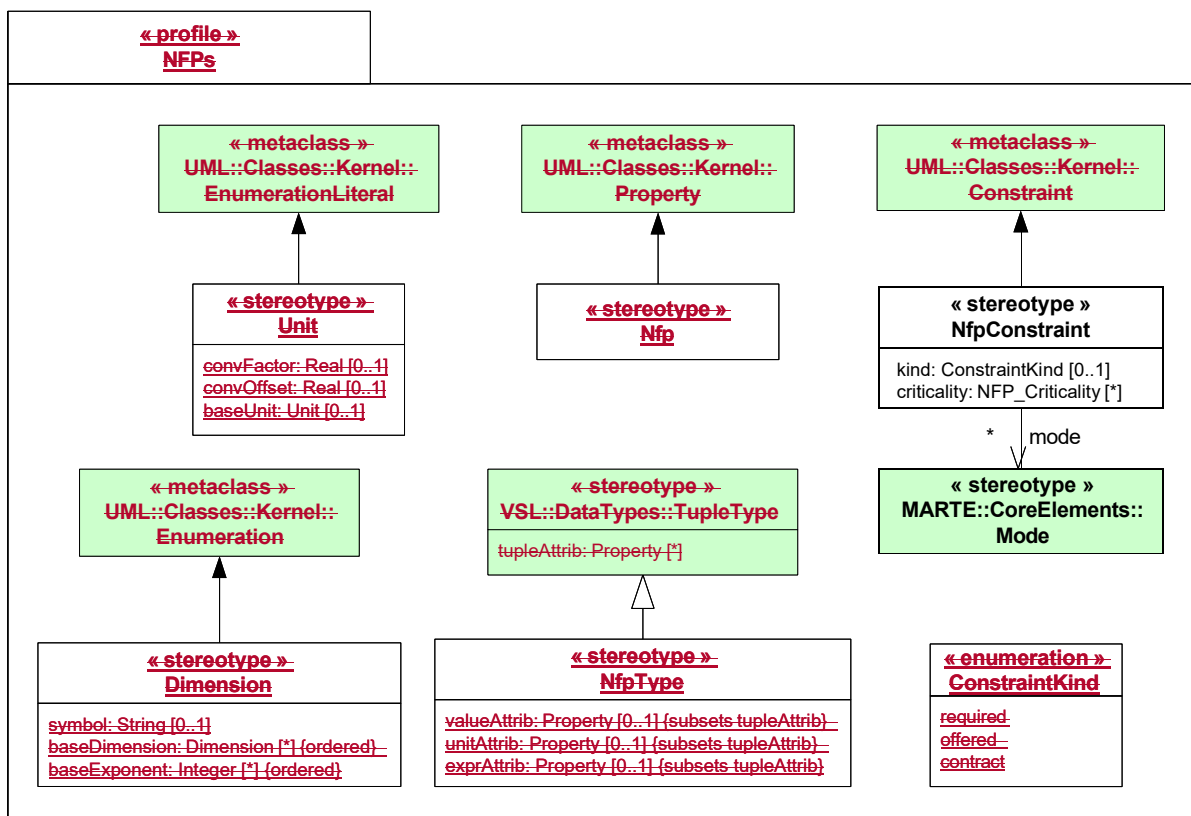 « profile »
NFPs
« metaclass »
UML::Classes::Kernel::
EnumerationLiteral
« metaclass »
UML::Classes::Kernel::
Property
« metaclass »
UML::Classes::Kernel::
Constraint
« stereotype »
Unit
convFactor: Real [0..1]
convOffset: Real [0..1]
baseUnit: Unit [0..1]
« stereotype »
Nfp
« stereotype »
NfpConstraint
kind: ConstraintKind [0..1]
criticality: NFP_Criticality [*]
* mode
« metaclass »
UML::Classes::Kernel::
Enumeration
« stereotype »
VSL::DataTypes::TupleType
tupleAttrib: Property [*]
« stereotype »
MARTE::CoreElements::
Mode
« stereotype »
Dimension
symbol: String [0..1]
baseDimension: Dimension [*] {ordered}
baseExponent: Integer [*] {ordered}
« stereotype »
NfpType
valueAttrib: Property [0..1] {subsets tupleAttrib}
unitAttrib: Property [0..1] {subsets tupleAttrib}
exprAttrib: Property [0..1] {subsets tupleAttrib}
« enumeration »
ConstraintKind
required
offered
contract